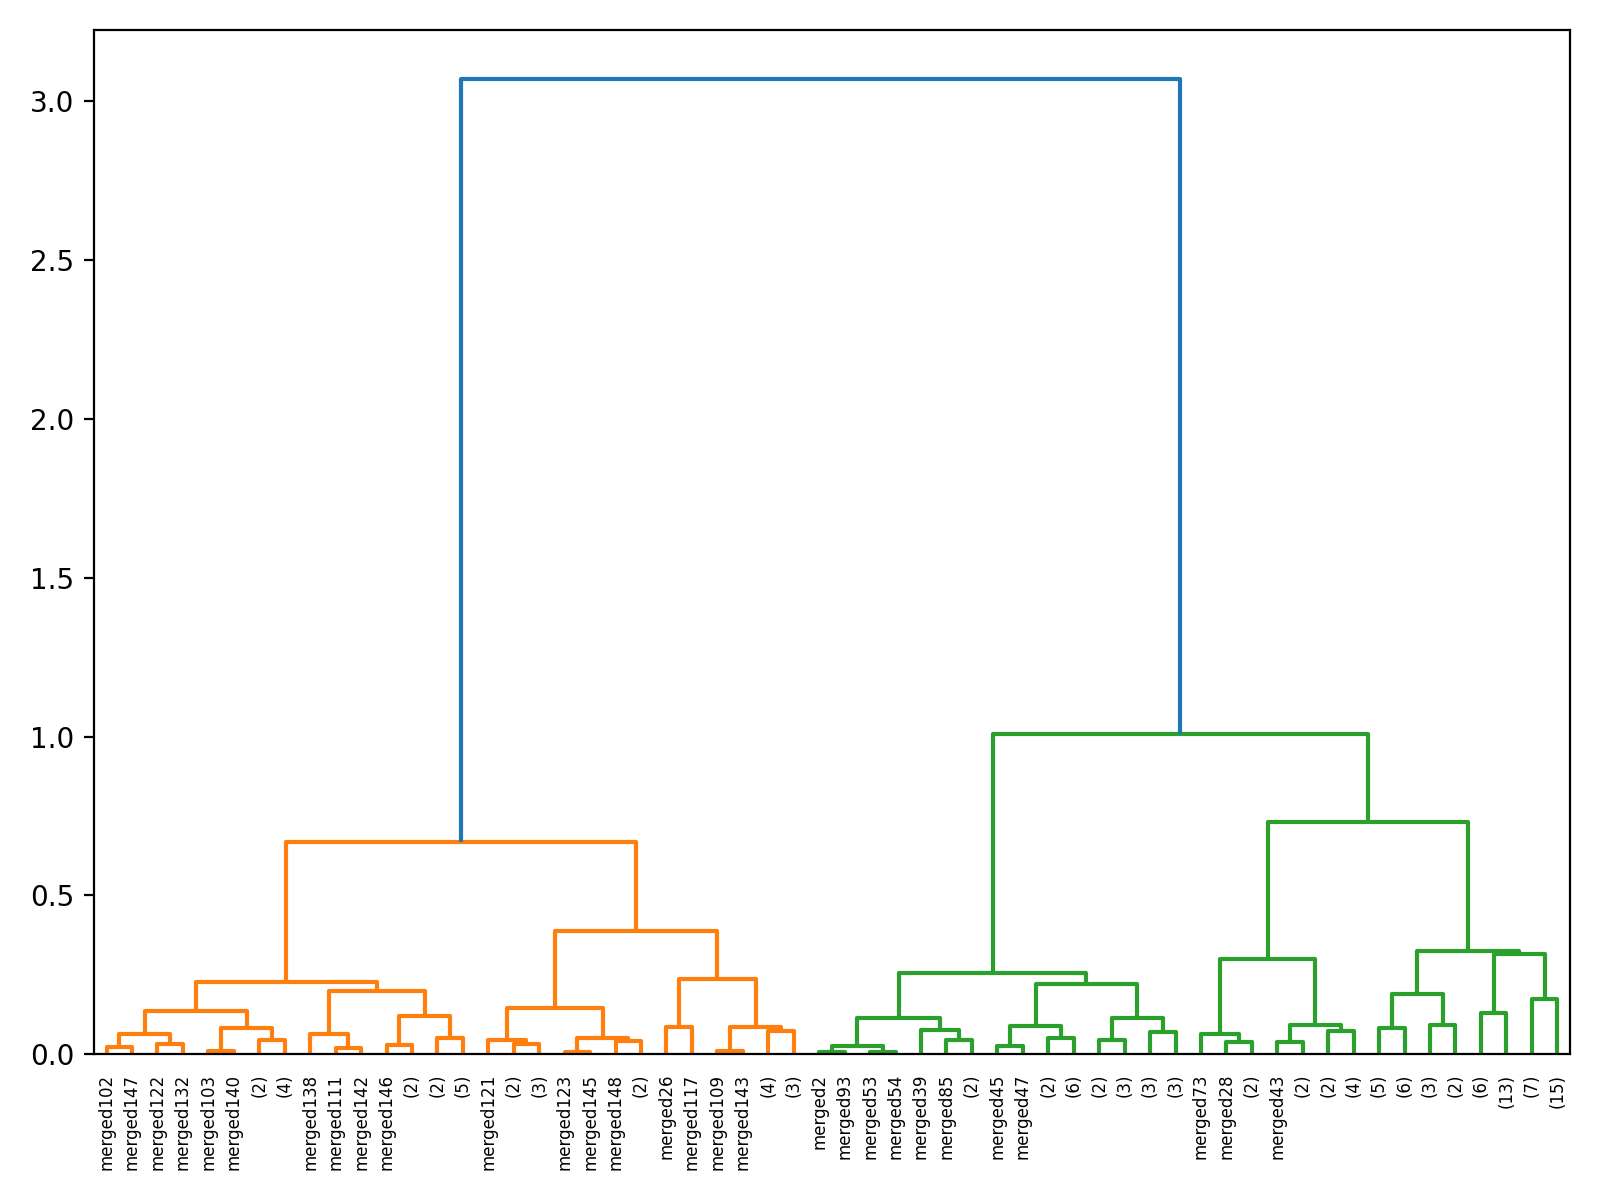 3.0
2.5
2.0
1.5
1.0
0.5
0.0
merged102
merged147
merged122
merged132
merged103
merged140
(2)
(4)
merged138
merged111
merged142
merged146
(2)
(2)
(5)
merged121
(2)
(3)
merged123
merged145
merged148
(2)
merged26
merged117
merged109
merged143
(4)
(3)
merged2
merged93
merged53
merged54
merged39
merged85
(2)
merged45
merged47
(2)
(6)
(2)
(3)
(3)
(3)
merged73
merged28
(2)
merged43
(2)
(2)
(4)
(5)
(6)
(3)
(2)
(6)
(13)
(7)
(15)